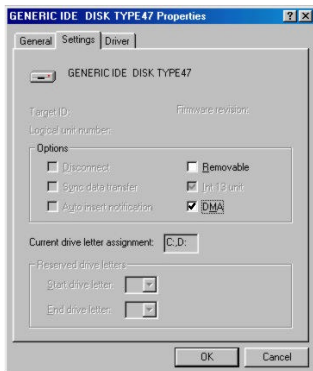 GENERIC IDE DISK TYPE47 Properties
General Settings Driver
GENERIC IDE DISK TYPE47
Target ID: Firmware revision:
Logical unit number:
Options
Disconnect Removable
Sync data transfer Int 13 unit
Auto insert notification DMA
Current drive letter assignment: C:,D:
Reserved drive letters
Start drive letter:
End drive letter:
OK Cancel